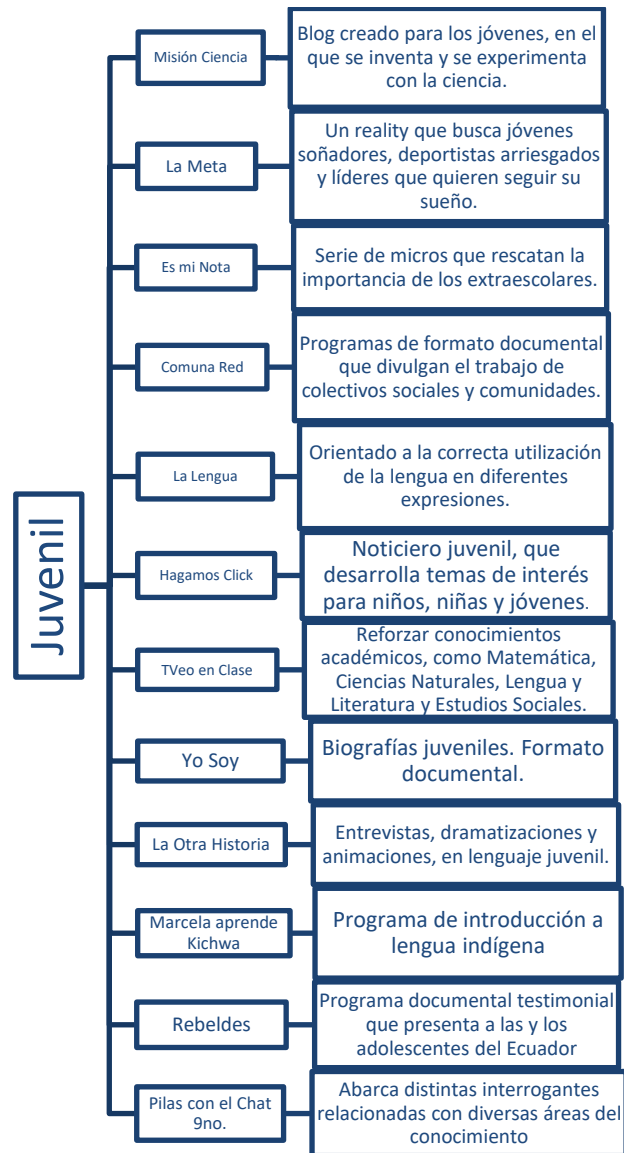 Juvenil
Misión Ciencia
Blog creado para los jóvenes, en el
que se inventa y se experimenta
con la ciencia.
La Meta
Un reality que busca jóvenes
soñadores, deportistas arriesgados
y líderes que quieren seguir su
sueño.
Es mi Nota
Serie de micros que rescatan la
importancia de los extraescolares.
Comuna Red
Programas de formato documental
que divulgan el trabajo de
colectivos sociales y comunidades.
La Lengua
Orientado a la correcta utilización
de la lengua en diferentes
expresiones.
Hagamos Click
Noticiero juvenil, que
desarrolla temas de interés
para niños, niñas y jóvenes.
TVeo en Clase
Reforzar conocimientos
académicos, como Matemática,
Ciencias Naturales, Lengua y
Literatura y Estudios Sociales.
Yo Soy
Biografías juveniles. Formato
documental.
La Otra Historia
Entrevistas, dramatizaciones y
animaciones, en lenguaje juvenil.
Marcela aprende
Kichwa
Programa de introducción a
lengua indígena
Rebeldes
Programa documental testimonial
que presenta a las y los
adolescentes del Ecuador
Pilas con el Chat
9no.
Abarca distintas interrogantes
relacionadas con diversas áreas del
conocimiento